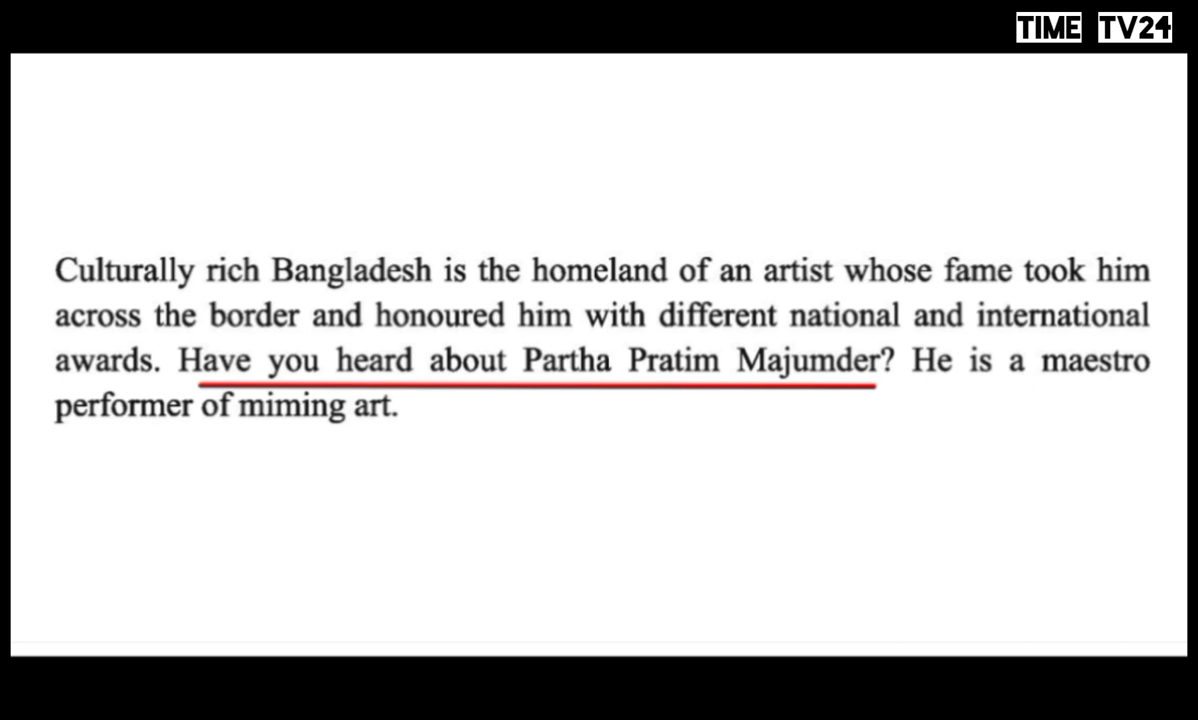 TIME TV24
Culturally rich Bangladesh is the homeland of an artist whose fame took him
across the border and honoured him with different national and international
awards. Have you heard about Partha Pratim Majumder? He is a maestro
performer of miming art.